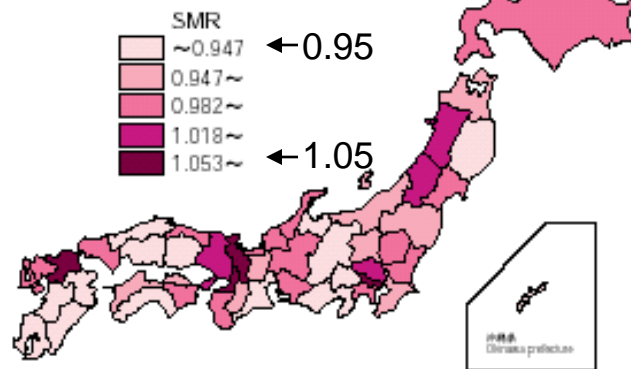 SMR
～0.947
0.947～
0.982～
1.018～
1.053～
←0.95
←1.05
沖縄県
Okinawa prefecture